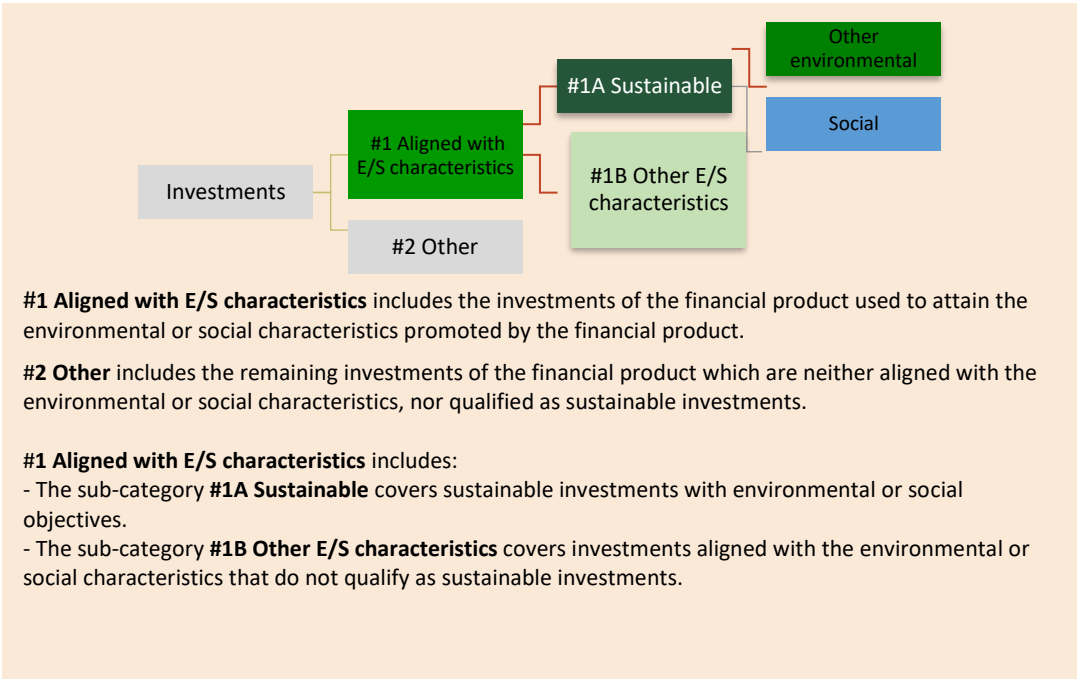 Other
environmental
#1A Sustainable
Social
#1 Aligned with
E/S characteristics
#1B Other E/S
characteristics
Investments
#2 Other
#1 Aligned with E/S characteristics includes the investments of the financial product used to attain the
environmental or social characteristics promoted by the financial product.
#2 Other includes the remaining investments of the financial product which are neither aligned with the
environmental or social characteristics, nor qualified as sustainable investments.
#1 Aligned with E/S characteristics includes:
- The sub-category #1A Sustainable covers sustainable investments with environmental or social
objectives.
- The sub-category #1B Other E/S characteristics covers investments aligned with the environmental or
social characteristics that do not qualify as sustainable investments.